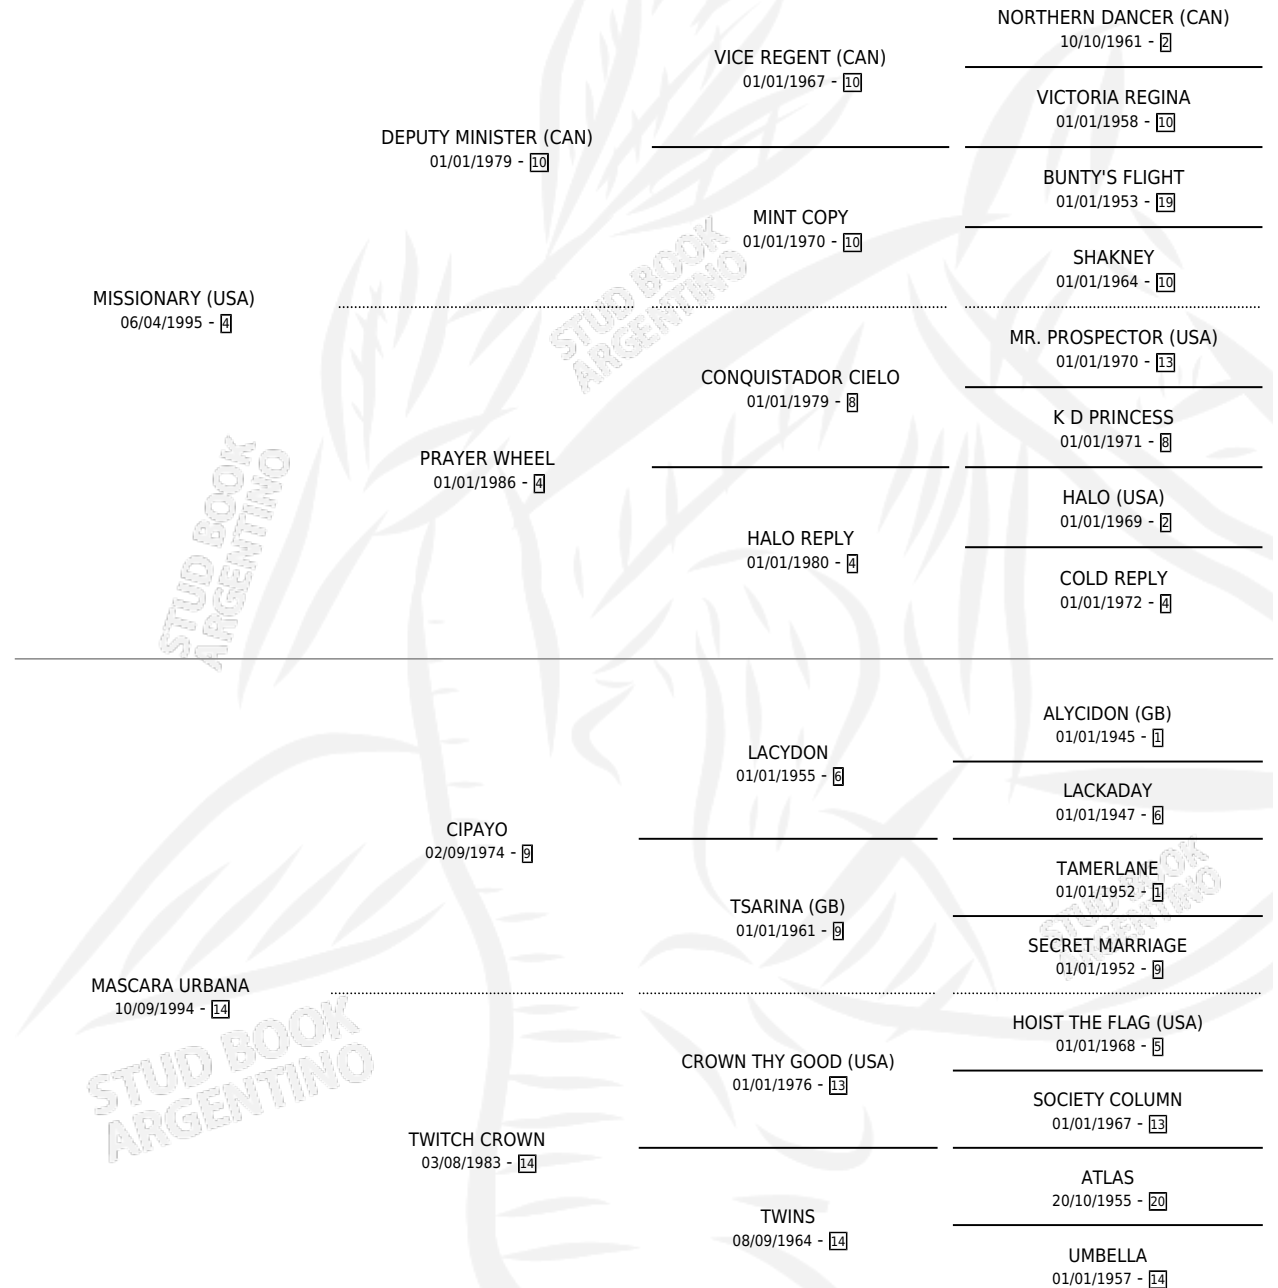 NORTHERN DANCER (CAN)
10/10/1961 - 2
VICE REGENT (CAN)
01/01/1967 - 10
VICTORIA REGINA
01/01/1958 - 10
DEPUTY MINISTER (CAN)
01/01/1979 - 10
BUNTY'S FLIGHT
01/01/1953 - 19
MINT COPY
01/01/1970 - 10
SHAKNEY
01/01/1964 - 10
MISSIONARY (USA)
06/04/1995 - 4
STUD BOOK
ARGENTINO
MR. PROSPECTOR (USA)
01/01/1970 - 13
CONQUISTADOR CIELO
01/01/1979 - 8
K D PRINCESS
01/01/1971 - 8
PRAYER WHEEL
01/01/1986 - 4
HALO (USA)
01/01/1969 - 2
HALO REPLY
01/01/1980 - 4
COLD REPLY
01/01/1972 - 4
STUD BOOK
ARGENTINO
ALYCIDON (GB)
01/01/1945 - 1
LACYDON
01/01/1955 - 6
LACKADAY
01/01/1947 - 6
CIPAYO
02/09/1974 - 9
TAMERLANE
01/01/1952 - 1
TSARINA (GB)
01/01/1961 - 9
STUD BOOK
ARGENTINO
SECRET MARRIAGE
01/01/1952 - 9
MASCARA URBANA
10/09/1994 - 14
HOIST THE FLAG (USA)
01/01/1968 - 5
CROWN THY GOOD (USA)
01/01/1976 - 13
STUD BOOK
ARGENTINO
SOCIETY COLUMN
01/01/1967 - 13
TWITCH CROWN
03/08/1983 - 14
ATLAS
20/10/1955 - 20
TWINS
08/09/1964 - 14
UMBELLA
01/01/1957 - 14